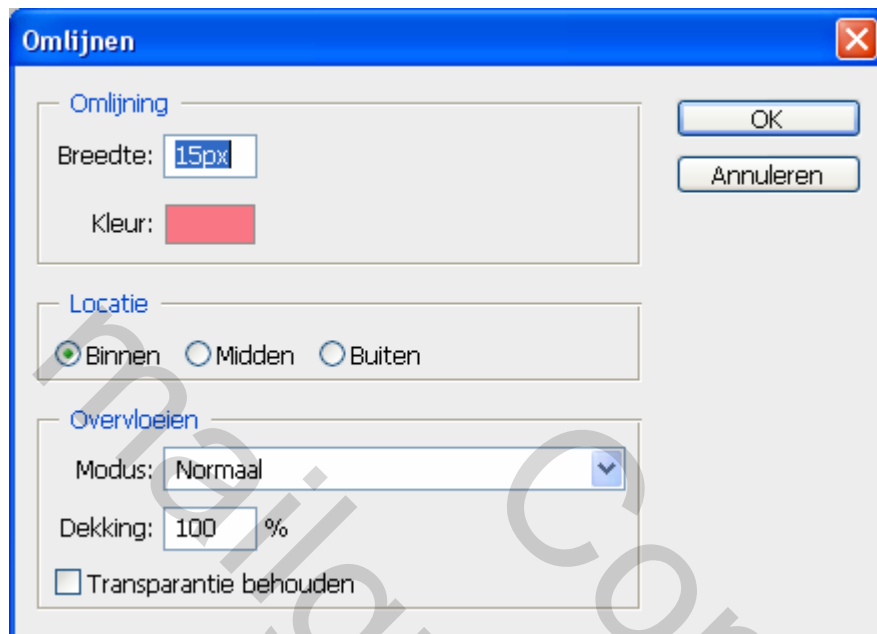 Omlijnen
Omlijning
Breedte: 15px
Kleur:
OK
Annuleren
Locatie
Binnen Midden Buiten
Overvloeien
Modus: Normaal
Dekking: 100 %
Transparantie behouden